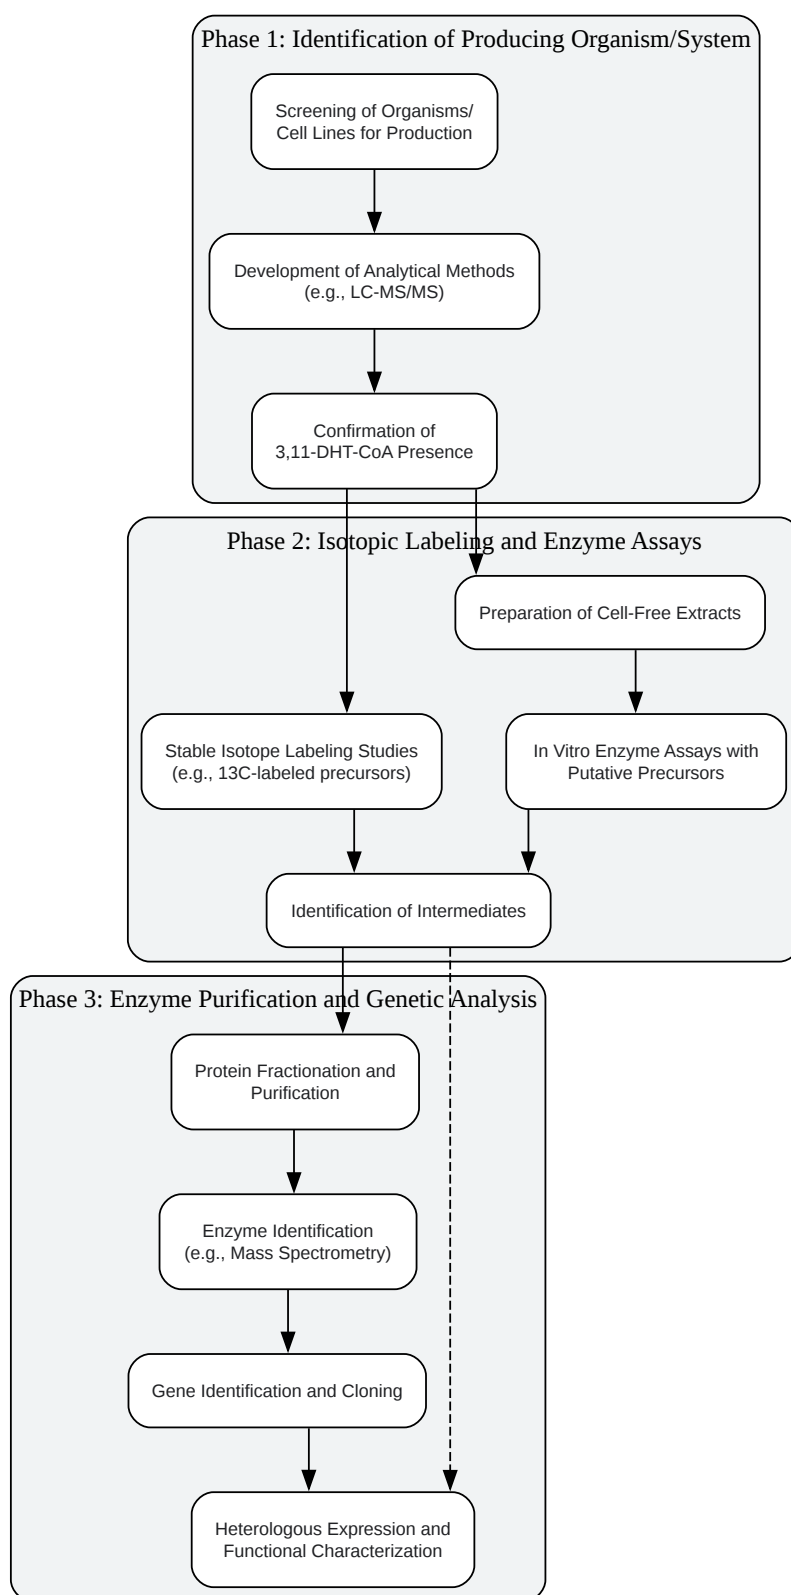 Phase 1: Identification of Producing Organism/System
Screening of Organisms/
Cell Lines for Production
Development of Analytical Methods
(e.g., LC-MS/MS)
Confirmation of
3,11-DHT-CoA Presence
Phase 2: Isotopic Labeling and Enzyme Assays
Preparation of Cell-Free Extracts
Stable Isotope Labeling Studies
(e.g., 13C-labeled precursors)
In Vitro Enzyme Assays with
Putative Precursors
Identification of Intermediates
Phase 3: Enzyme Purification and Genetic Analysis
Protein Fractionation and
Purification
Enzyme Identification
(e.g., Mass Spectrometry)
Gene Identification and Cloning
Heterologous Expression and
Functional Characterization